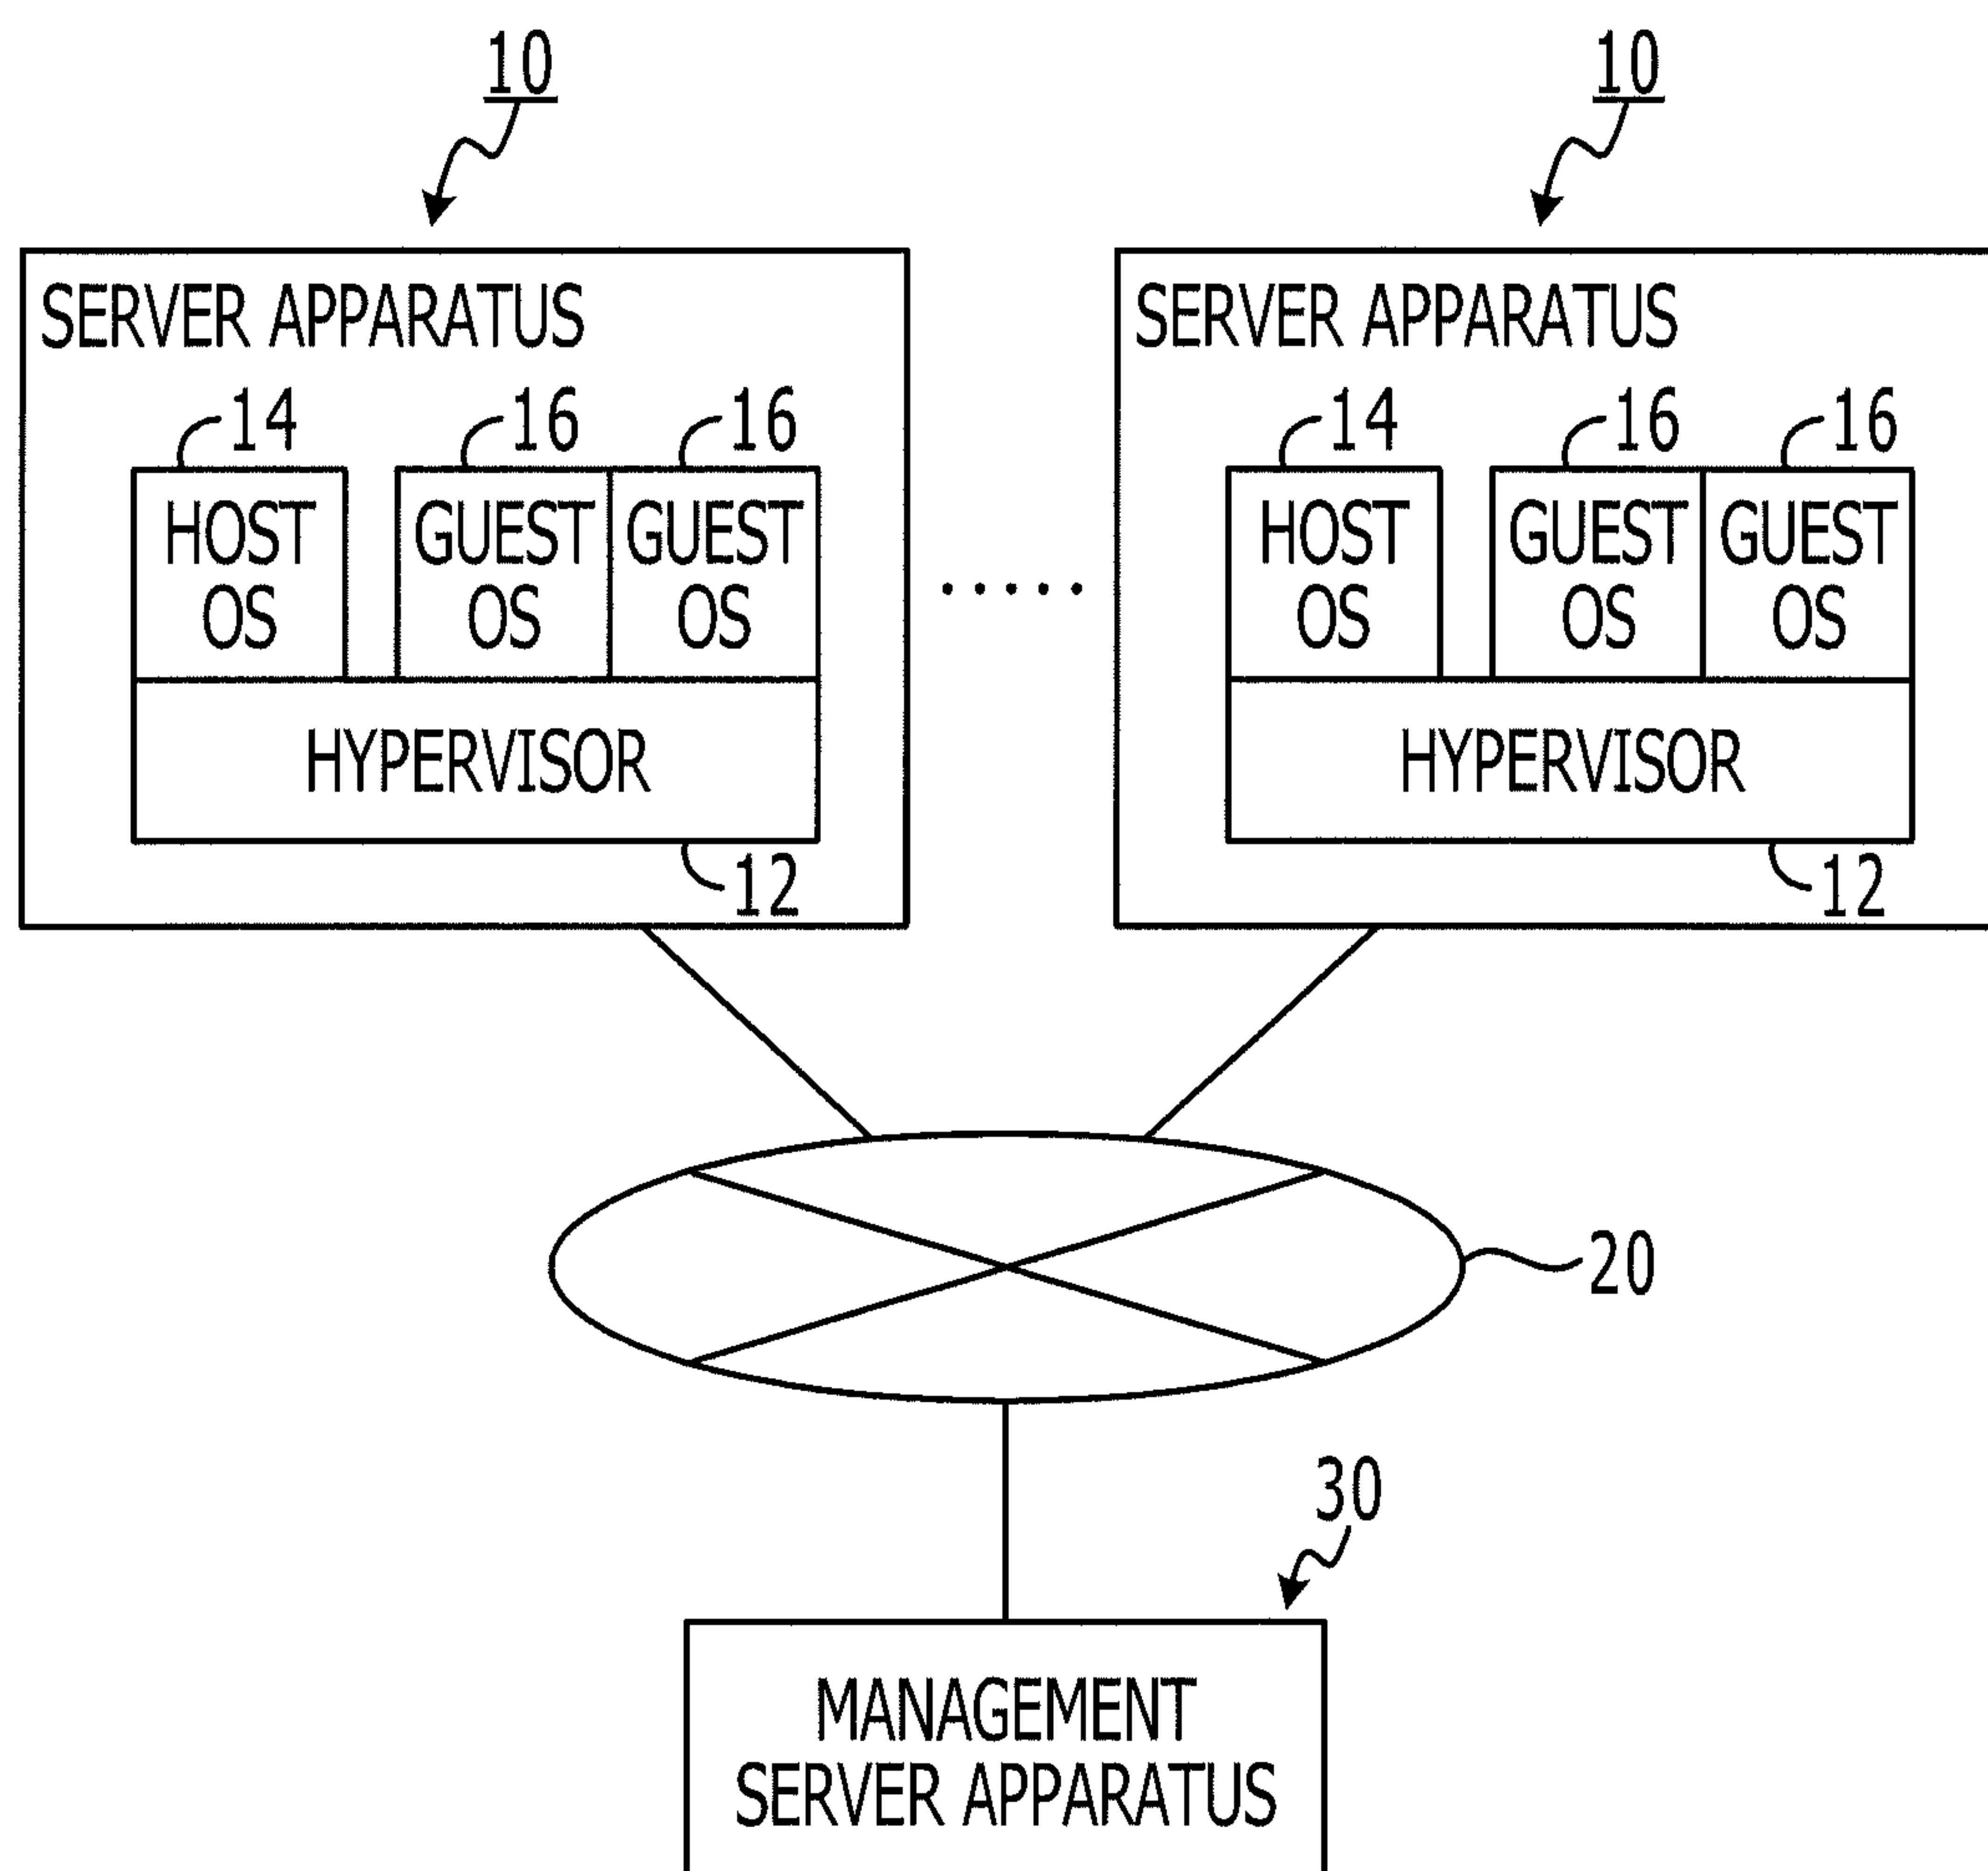 10
10
SERVER APPARATUS
SERVER APPARATUS
14
16
16
14
16
16
HOST
OS
GUEST
OS
GUEST
OS
HOST
OS
GUEST
OS
GUEST
OS
HYPERVISOR
HYPERVISOR
12
12
20
30
MANAGEMENT
SERVER APPARATUS